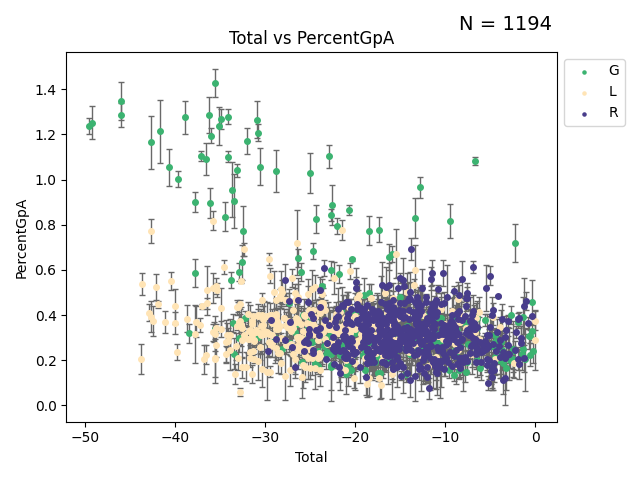 N = 1194
Total vs PercentGpA
G
L
R
PercentGpA
1.4
1.2
1.0
0.8
0.6
0.4
0.2
0.0
−50 −40 −30 −20 −10 0
Total